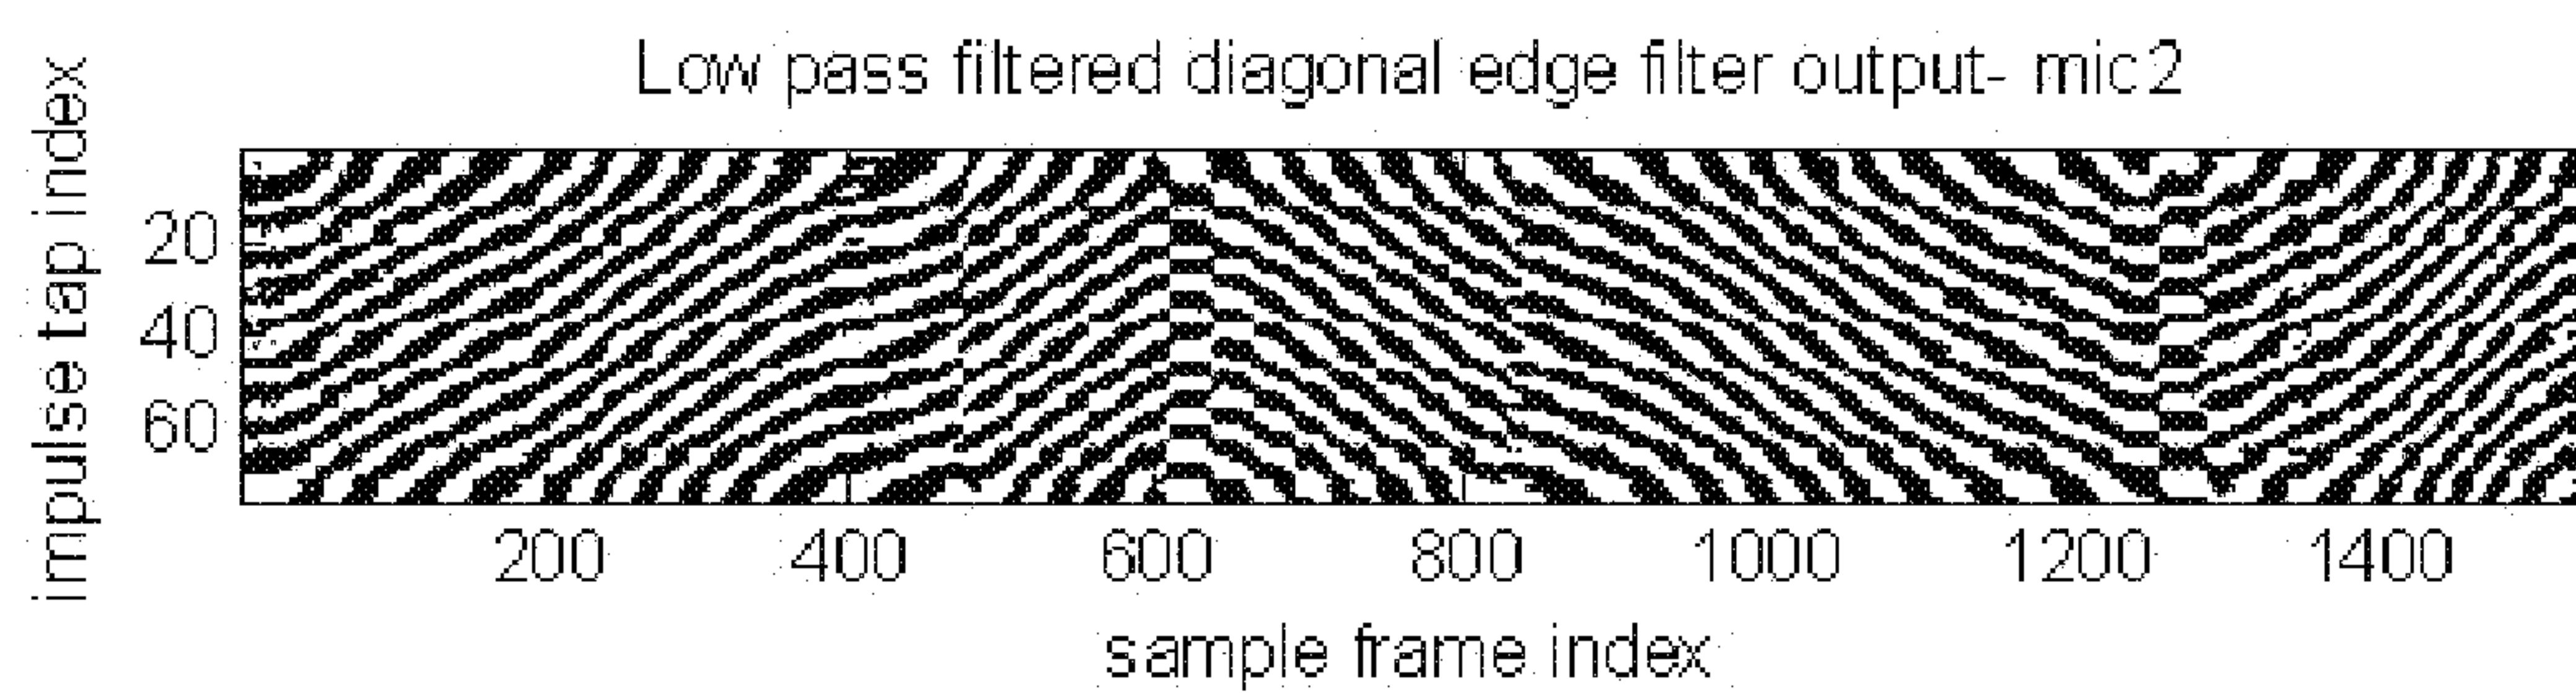 Low pass filtered diagonal edge filter output- mic2
impulse tap index
20
40
60
200 400 600 800 1000 1200 1400
sample frame index